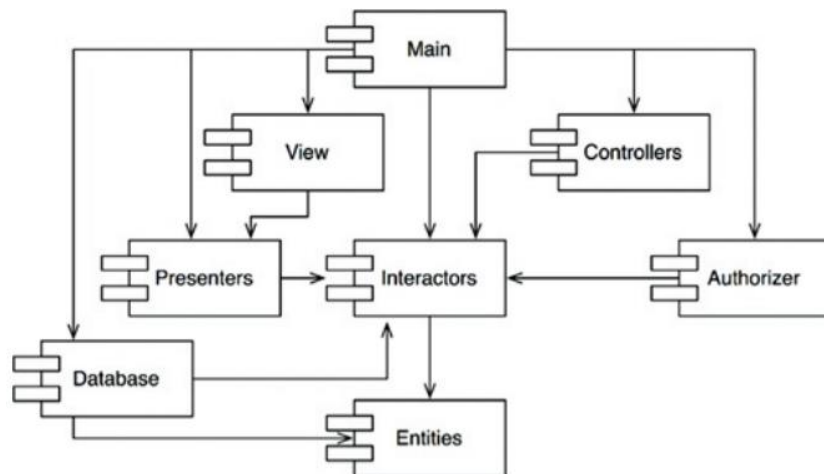 Main
View
Controllers
Presenters
Interactors
Authorizer
Database
Entities